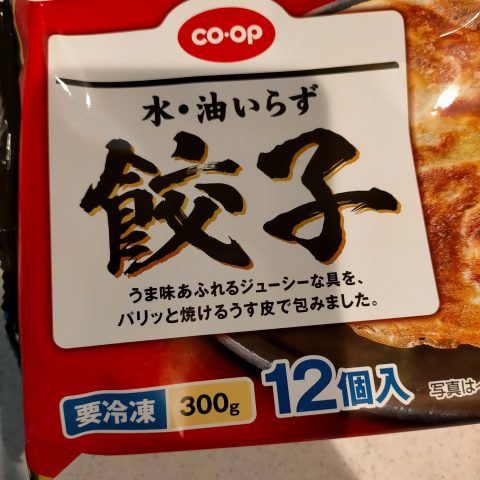 CO・OP
水・油いらず
餃子
うま味あふれるジューシーな具を、
パリッと焼けるうす皮で包みました。
要冷凍 300g 12個入
写真は